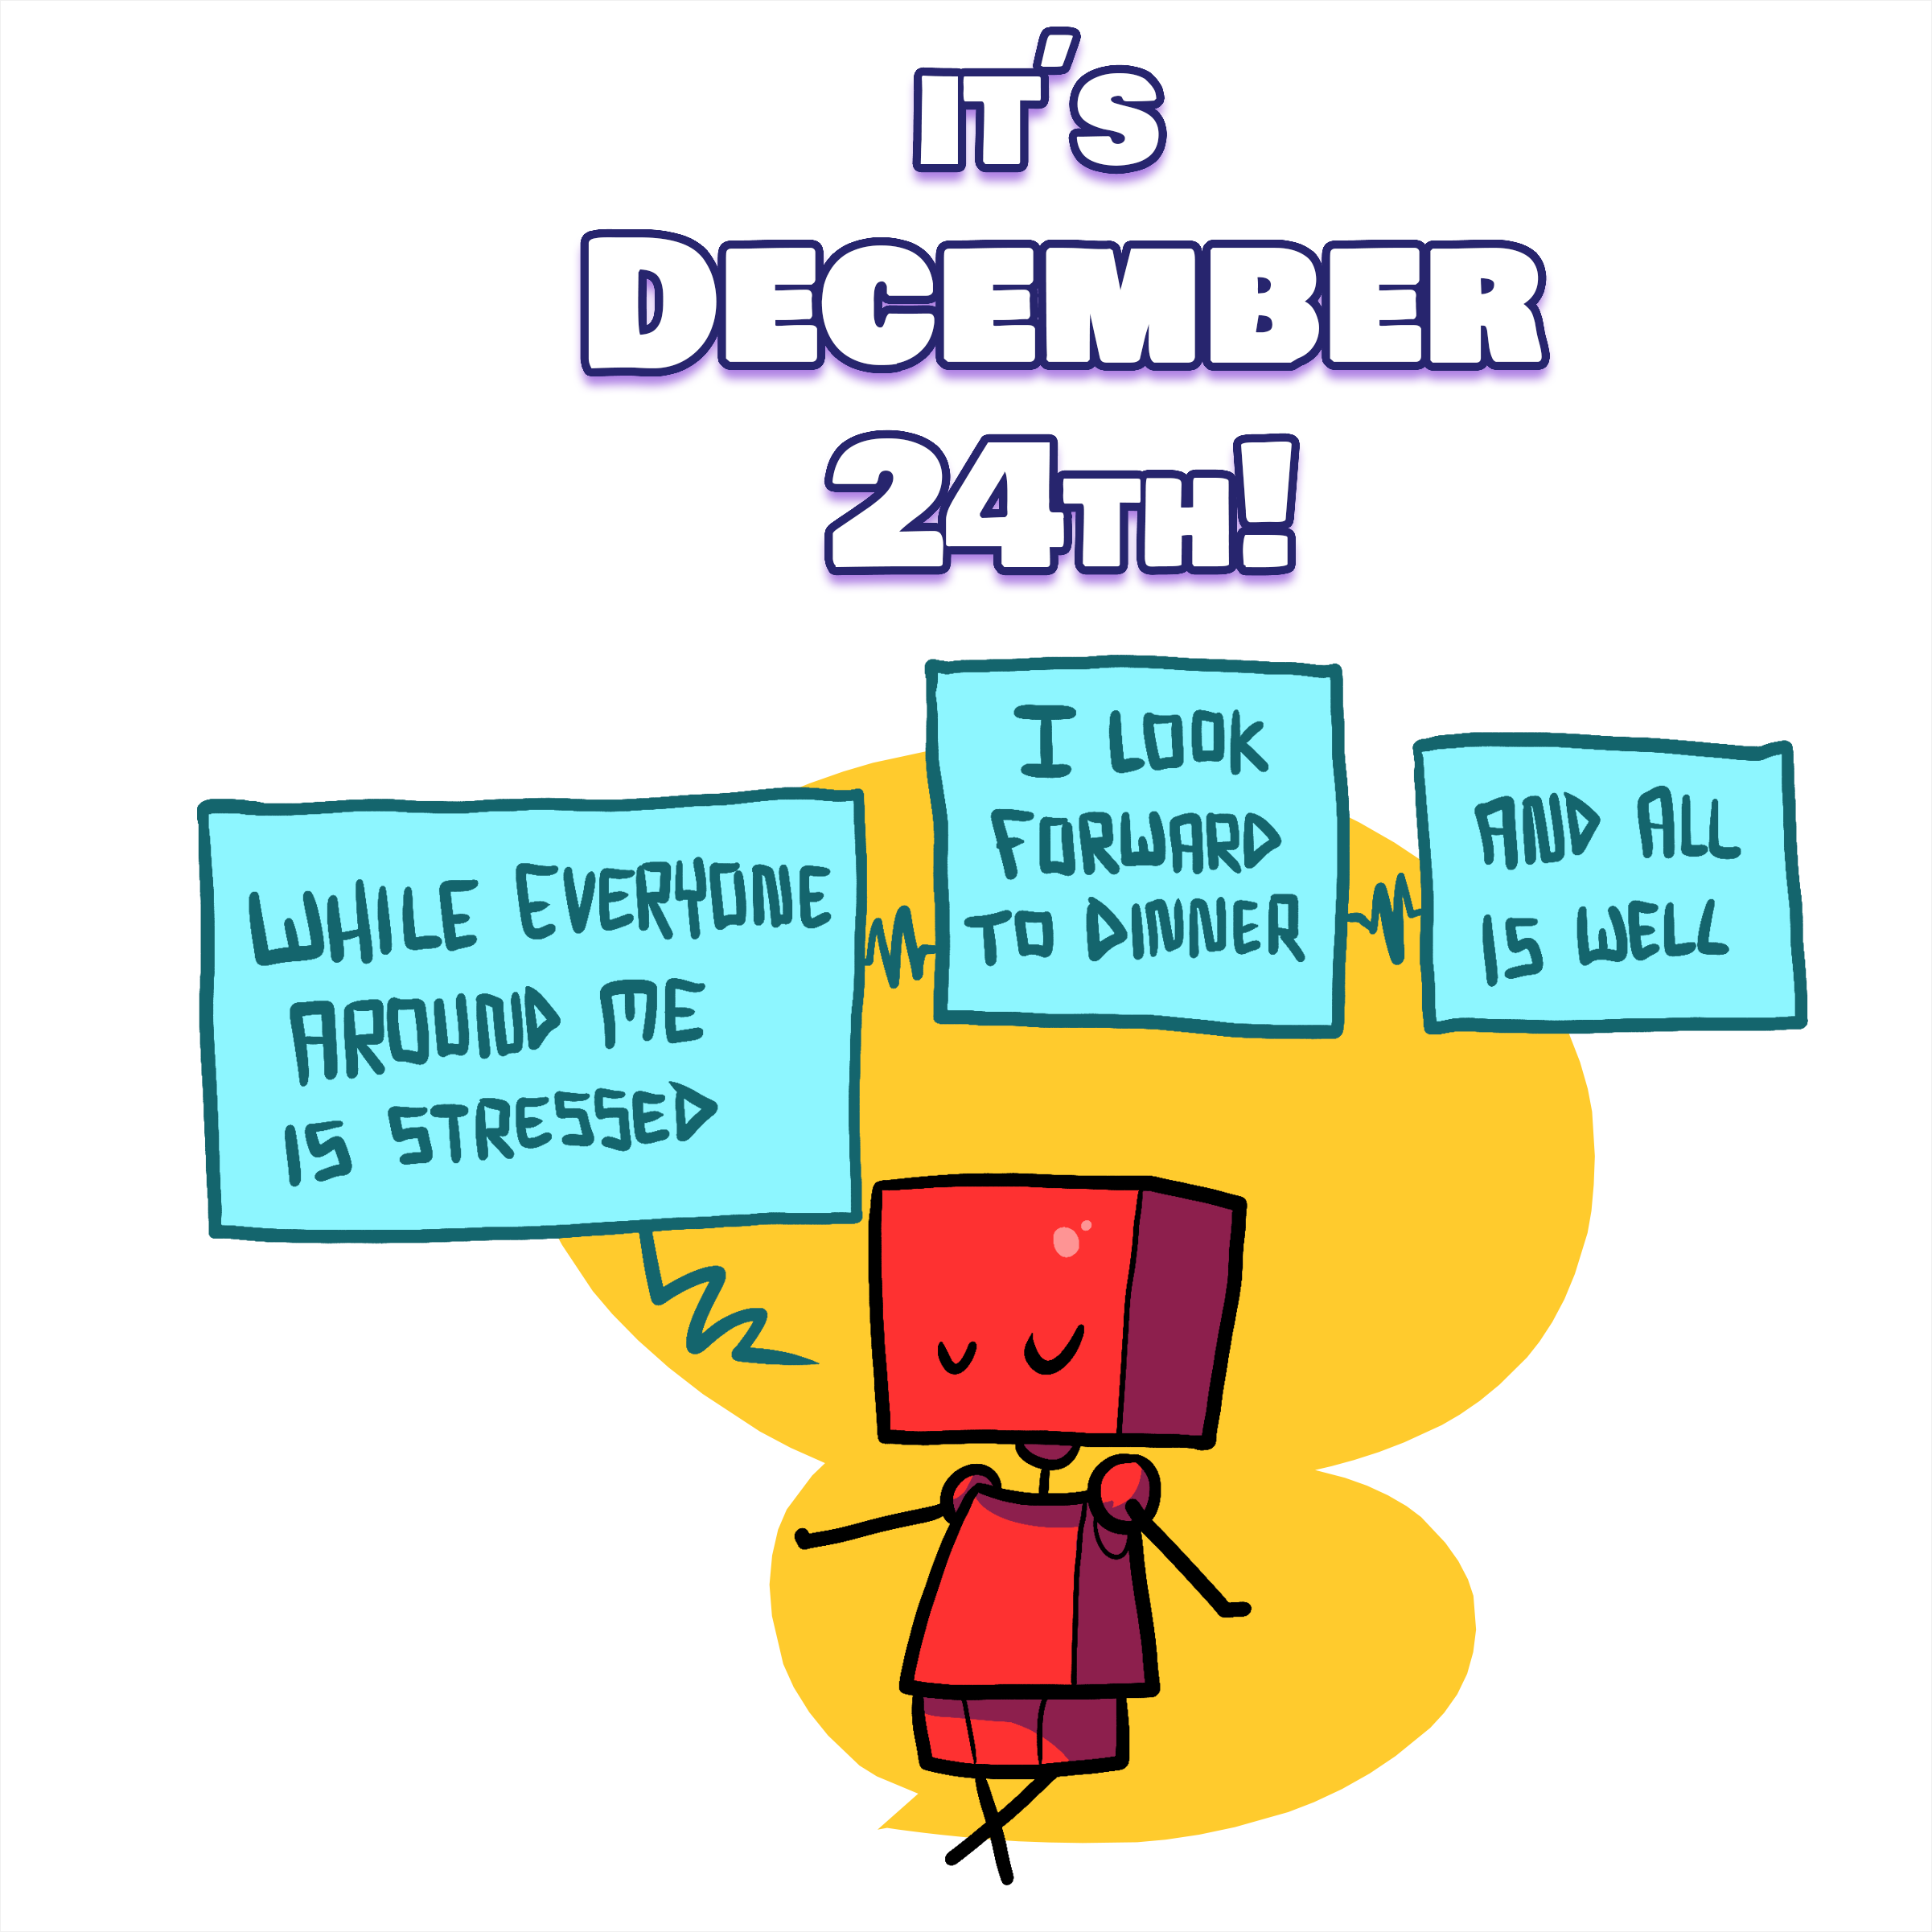 IT'S
DECEMBER
24TH!
WHILE EVERYONE
AROUND ME
IS STRESSED
I LOOK
FORWARD
TO DINNER
AND ALL
IS WELL